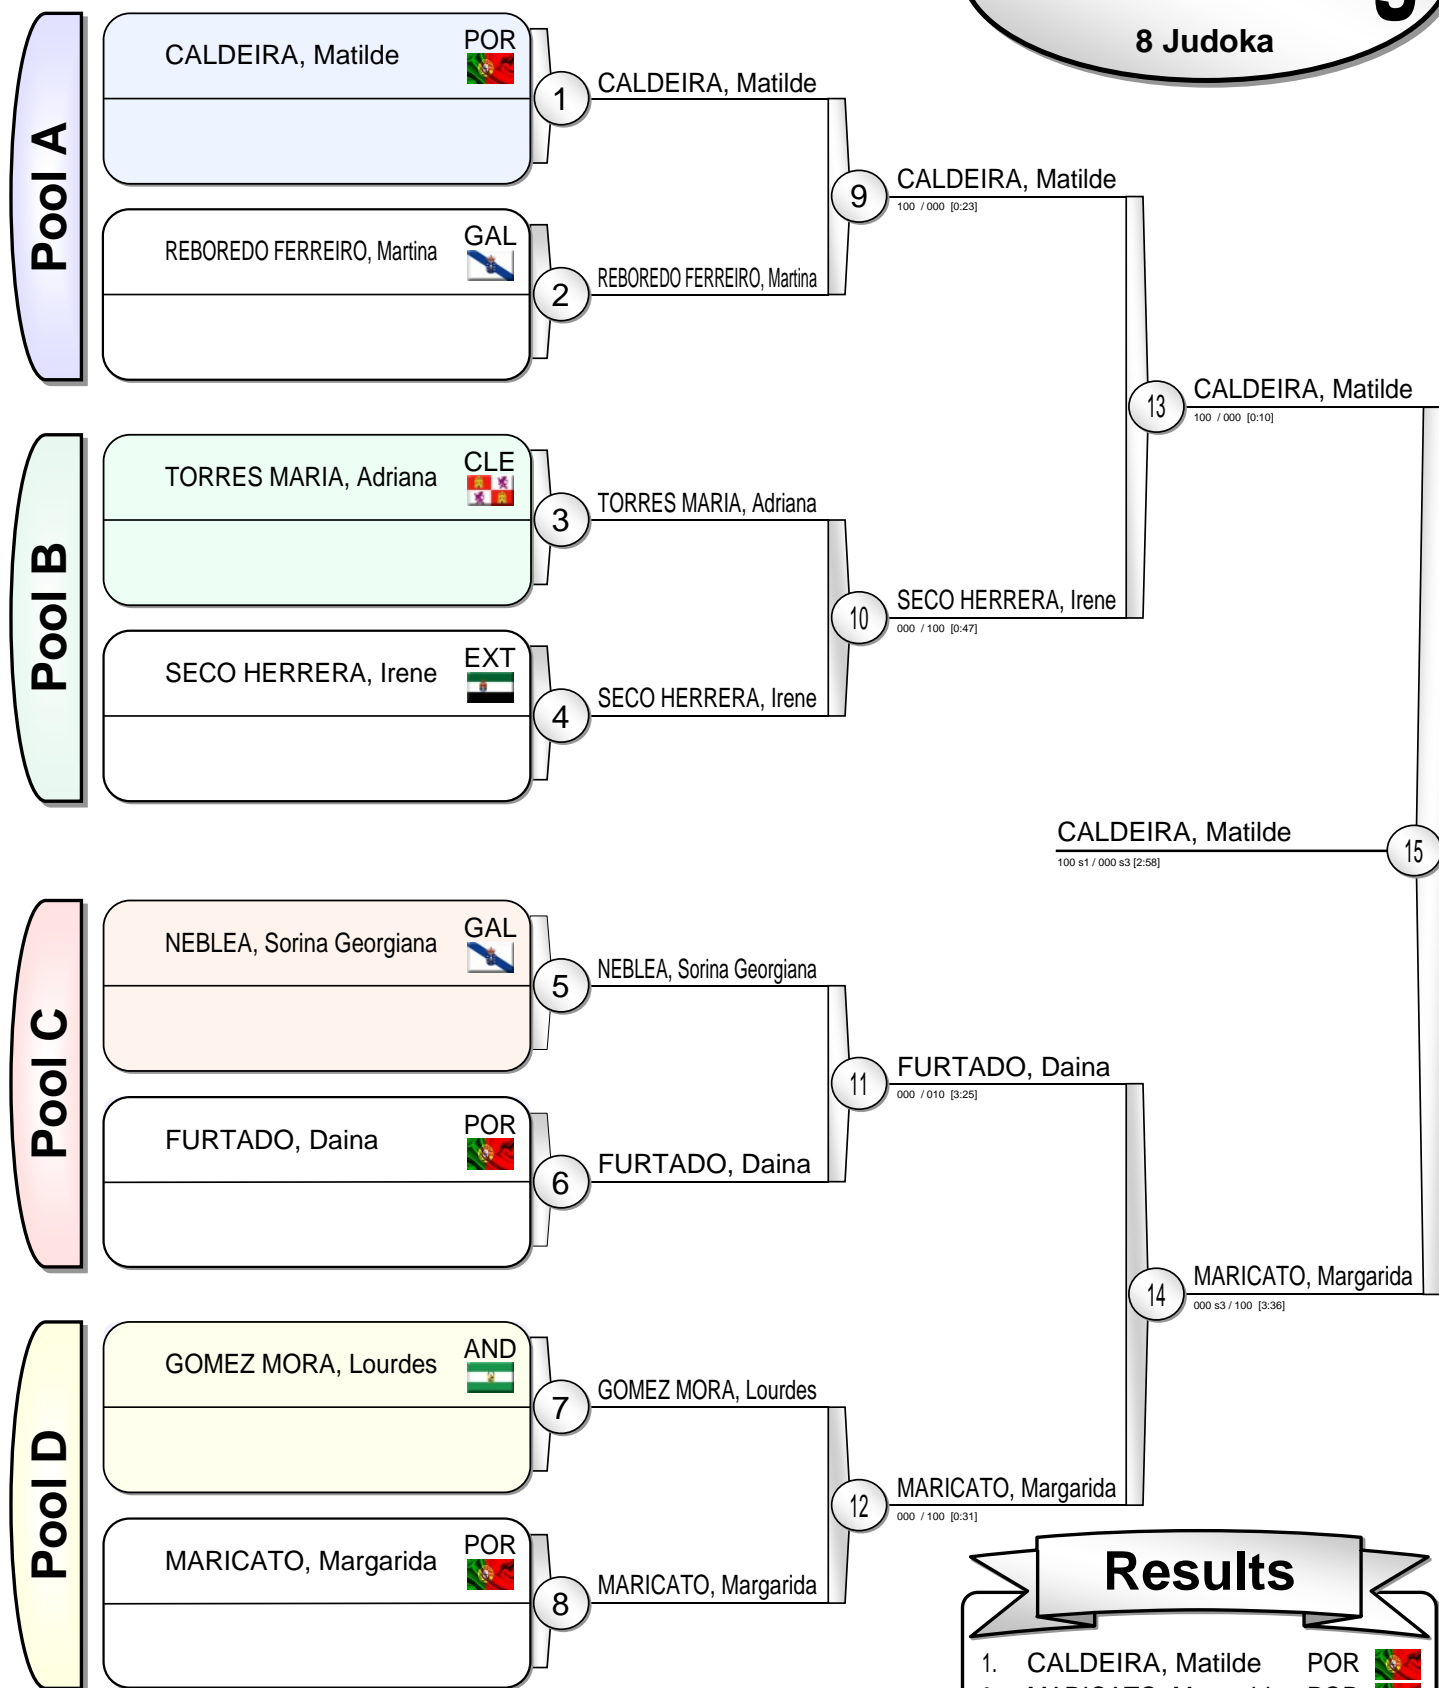 8 Judoka
Pool A
CALDEIRA, Matilde
POR
1
CALDEIRA, Matilde
REBOREDO FERREIRO, Martina
GAL
2
REBOREDO FERREIRO, Martina
9
CALDEIRA, Matilde
100 / 000 [0:23]
Pool B
TORRES MARIA, Adriana
CLE
3
TORRES MARIA, Adriana
SECO HERRERA, Irene
EXT
4
SECO HERRERA, Irene
10
SECO HERRERA, Irene
000 / 100 [0:47]
13
CALDEIRA, Matilde
100 / 000 [0:10]
CALDEIRA, Matilde
100 s1 / 000 s3 [2:58]
15
Pool C
NEBLEA, Sorina Georgiana
GAL
5
NEBLEA, Sorina Georgiana
FURTADO, Daina
POR
6
FURTADO, Daina
11
FURTADO, Daina
000 / 010 [3:25]
Pool D
GOMEZ MORA, Lourdes
AND
7
GOMEZ MORA, Lourdes
MARICATO, Margarida
POR
8
MARICATO, Margarida
12
MARICATO, Margarida
000 / 100 [0:31]
14
MARICATO, Margarida
000 s3 / 100 [3:36]
Results
1. CALDEIRA, Matilde POR